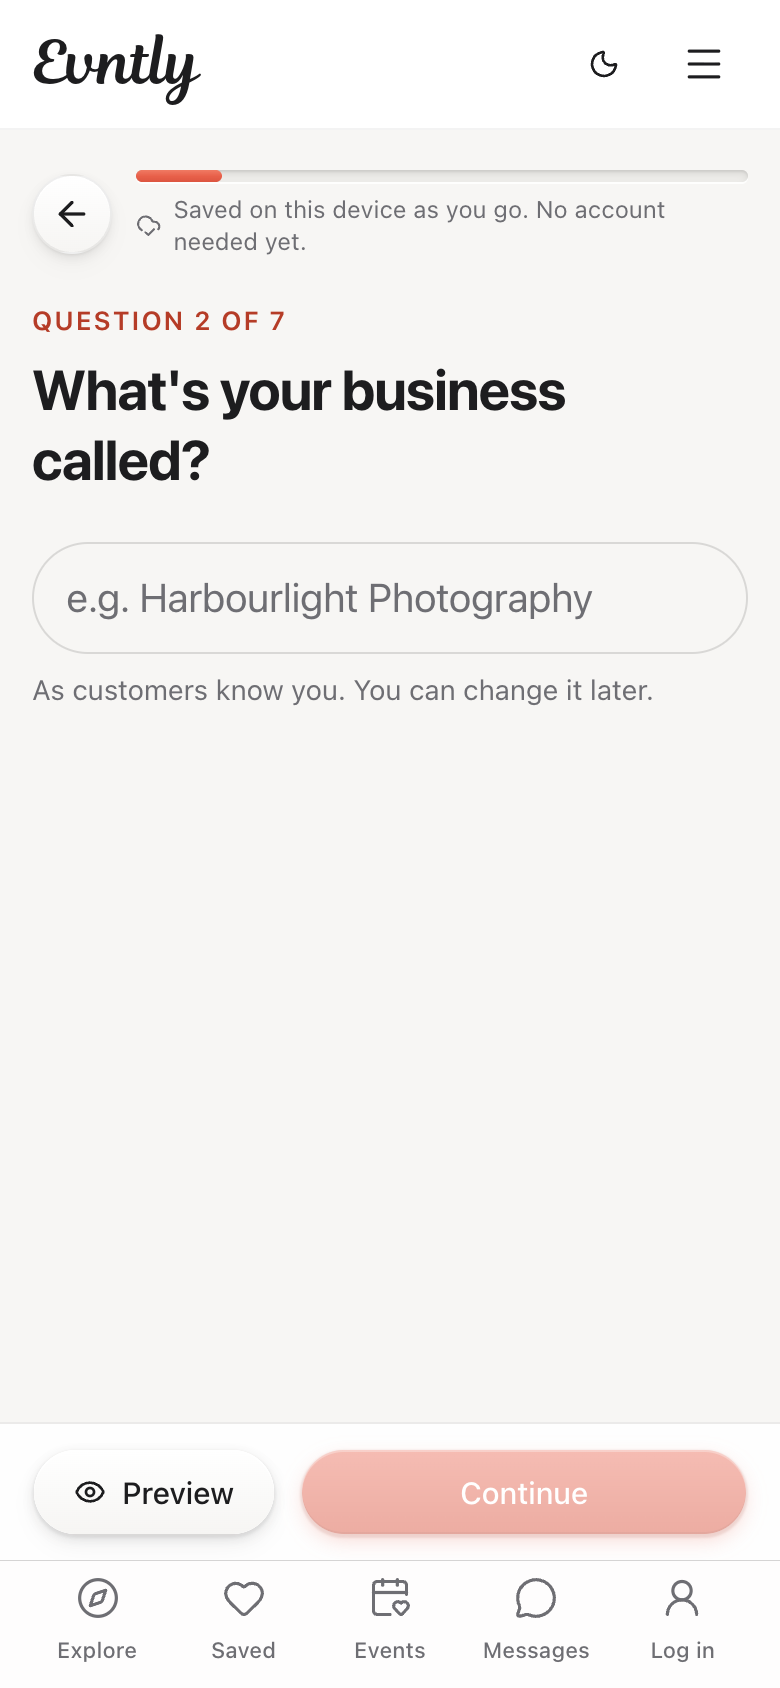 Evntly
Saved on this device as you go. No account
needed yet.
QUESTION 2 OF 7
What's your business
called?
e.g. Harbourlight Photography
As customers know you. You can change it later.
Preview
Continue
Explore
Saved
Events
Messages
Log in